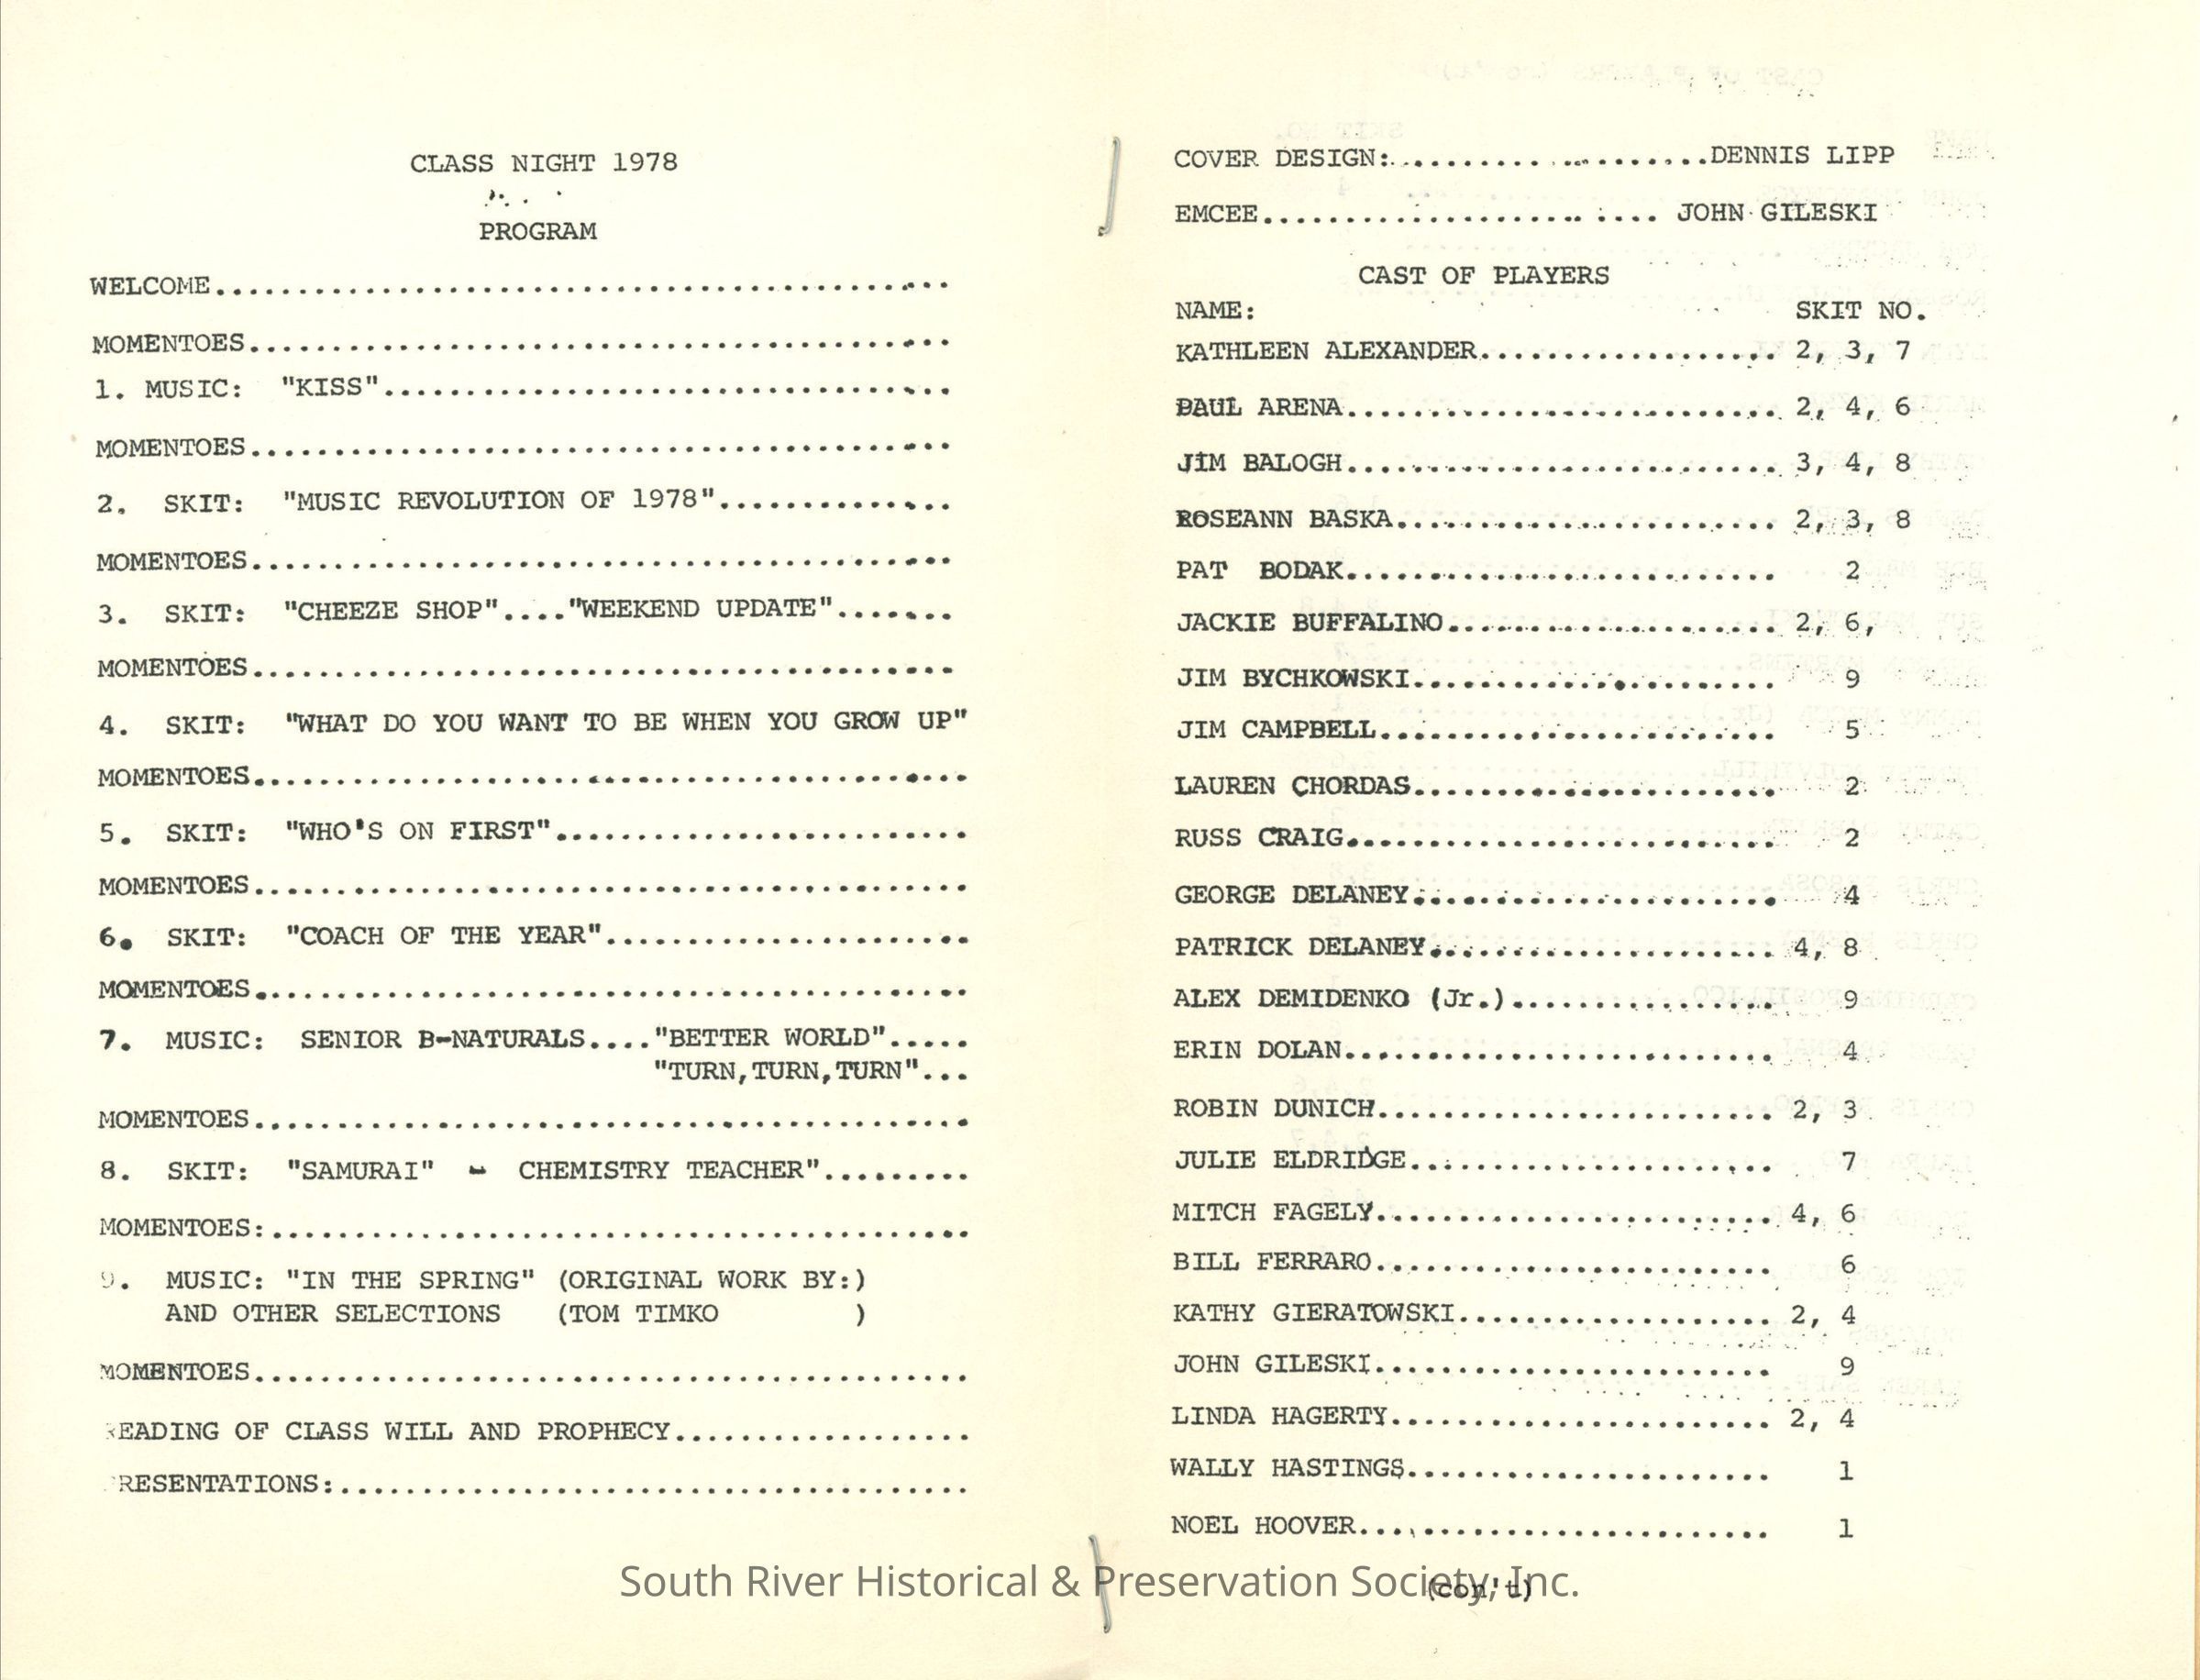 CLASS NIGHT 1978
PROGRAM
WELCOME.............................................
MOMENTOES...........................................
1. MUSIC: "KISS"...................................
MOMENTOES...........................................
2. SKIT: "MUSIC REVOLUTION OF 1978"..............
MOMENTOES...........................................
3. SKIT: "CHEEZE SHOP"...."WEEKEND UPDATE".......
MOMENTOES...........................................
4. SKIT: "WHAT DO YOU WANT TO BE WHEN YOU GROW UP"
MOMENTOES...........................................
5. SKIT: "WHO'S ON FIRST".........................
MOMENTOES...........................................
6. SKIT: "COACH OF THE YEAR"......................
MOMENTOES...........................................
7. MUSIC: SENIOR B-NATURALS...."BETTER WORLD".....
"TURN,TURN,TURN"...
MOMENTOES...........................................
8. SKIT: "SAMURAI" - CHEMISTRY TEACHER".........
MOMENTOES:..........................................
9. MUSIC: "IN THE SPRING" (ORIGINAL WORK BY:)
AND OTHER SELECTIONS (TOM TIMKO )
MOMENTOES...........................................
READING OF CLASS WILL AND PROPHECY..................
PRESENTATIONS:......................................
COVER DESIGN:....................DENNIS LIPP
EMCEE........................ JOHN GILESKI
CAST OF PLAYERS
NAME: SKIT NO.
KATHLEEN ALEXANDER.................. 2, 3, 7
PAUL ARENA.......................... 2, 4, 6
JIM BALOGH.......................... 3, 4, 8
ROSEANN BASKA....................... 2, 3, 8
PAT BODAK.......................... 2
JACKIE BUFFALINO.................... 2, 6,
JIM BYCHKOWSKI...................... 9
JIM CAMPBELL........................ 5
LAUREN CHORDAS...................... 2
RUSS CRAIG.......................... 2
GEORGE DELANEY...................... 4
PATRICK DELANEY..................... 4, 8
ALEX DEMIDENKO (Jr.)................ 9
ERIN DOLAN.......................... 4
ROBIN DUNICH........................ 2, 3
JULIE ELDRIDGE...................... 7
MITCH FAGELY........................ 4, 6
BILL FERRARO........................ 6
KATHY GIERATOWSKI................... 2, 4
JOHN GILESKI........................ 9
LINDA HAGERTY....................... 2, 4
WALLY HASTINGS...................... 1
NOEL HOOVER......................... 1
(con't)
South River Historical & Preservation Society, Inc.